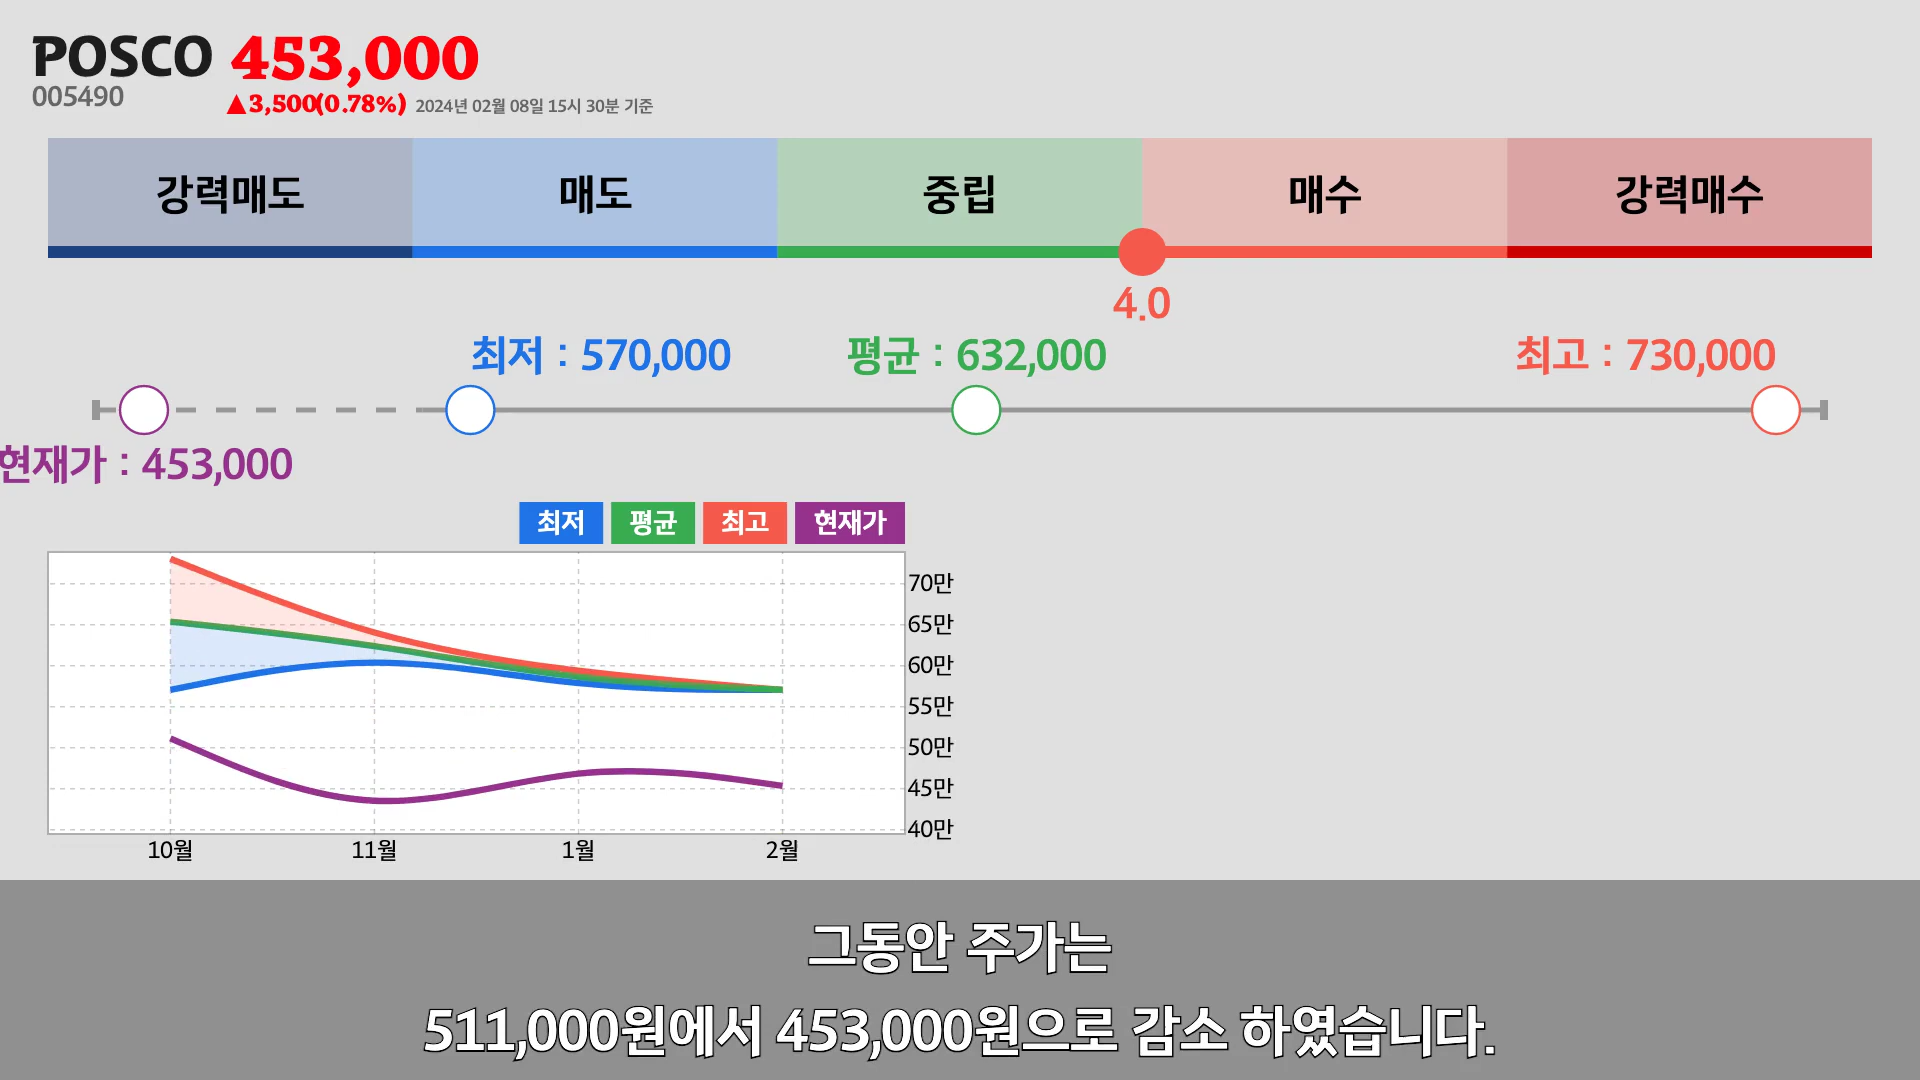 POSCO 453,000
005490
▲3,500(0.78%) 2024년 02월 08일 15시 30분 기준
강력매도 매도 중립 매수 강력매수
4.0
최저 : 570,000 평균 : 632,000 최고 : 730,000
현재가 : 453,000
최저 평균 최고 현재가
70만
65만
60만
55만
50만
45만
40만
10월 11월 1월 2월
그동안 주가는
511,000원에서 453,000원으로 감소 하였습니다.